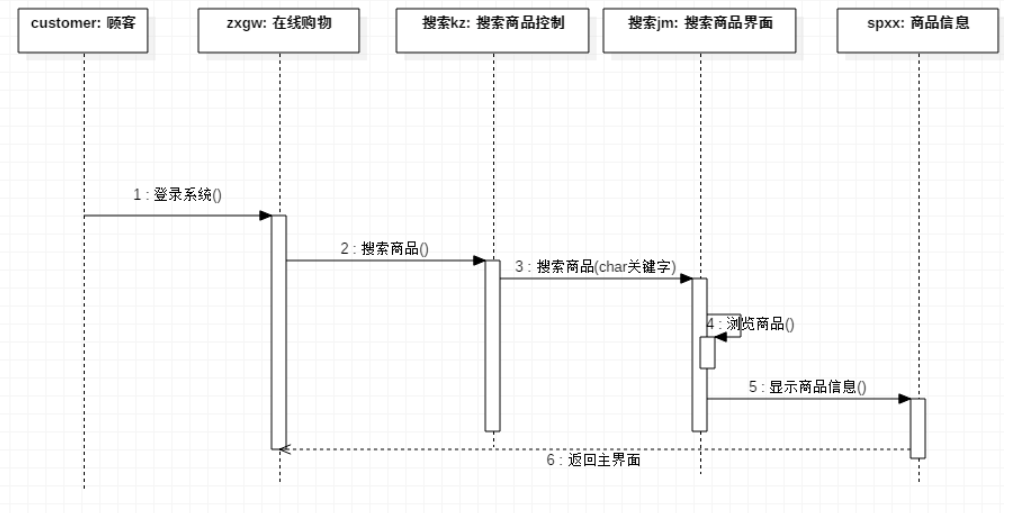 customer: 顾客
zxgw: 在线购物
搜索kz: 搜索商品控制
搜索jm: 搜索商品界面
spxx: 商品信息
1 : 登录系统()
2 : 搜索商品()
3 : 搜索商品(char关键字)
4 : 浏览商品()
5 : 显示商品信息()
6 : 返回主界面